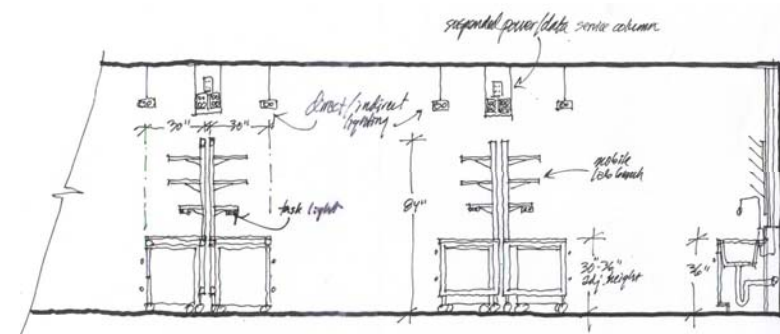 suspended power/data service column
direct/indirect
lighting
30" 30"
mobile
lab bench
84"
task light
30"-36"
adj height
36"